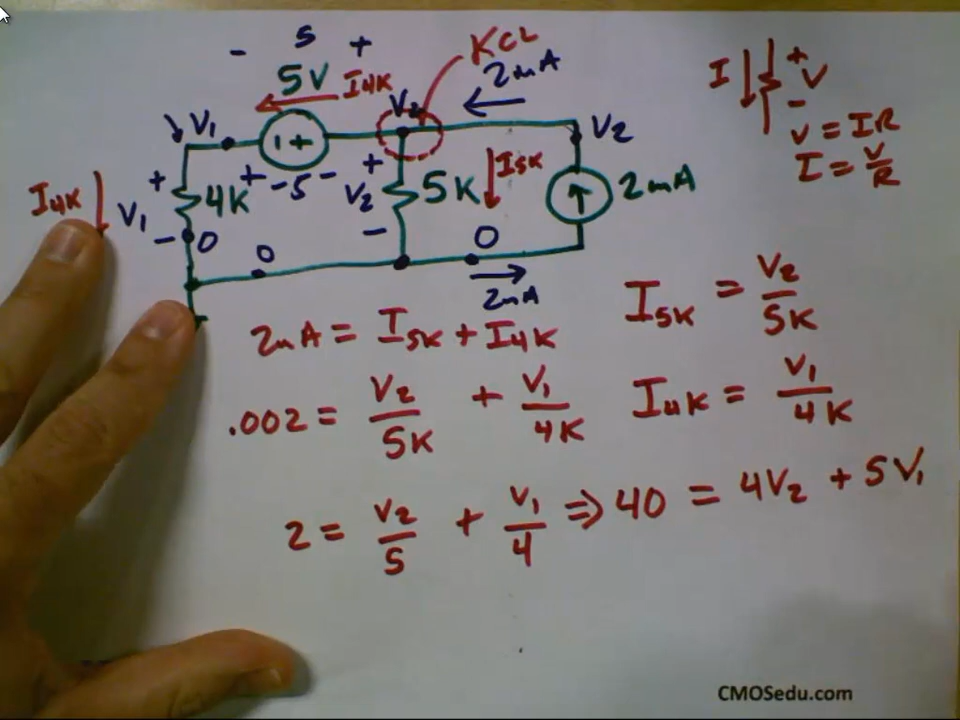 - 5 +
5V I4K
KCL
2mA
V1
V2
V2
I
+
V
-
V = IR
I = V/R
+ -5 -
I4K
+
V1
-
4K
+
V2
-
5K
I5K
2mA
0
0
0
2mA
2mA = I5K + I4K
I5K = V2/5K
.002 = V2/5K + V1/4K
I4K = V1/4K
2 = V2/5 + V1/4 ⇒ 40 = 4V2 + 5V1
CMOSedu.com